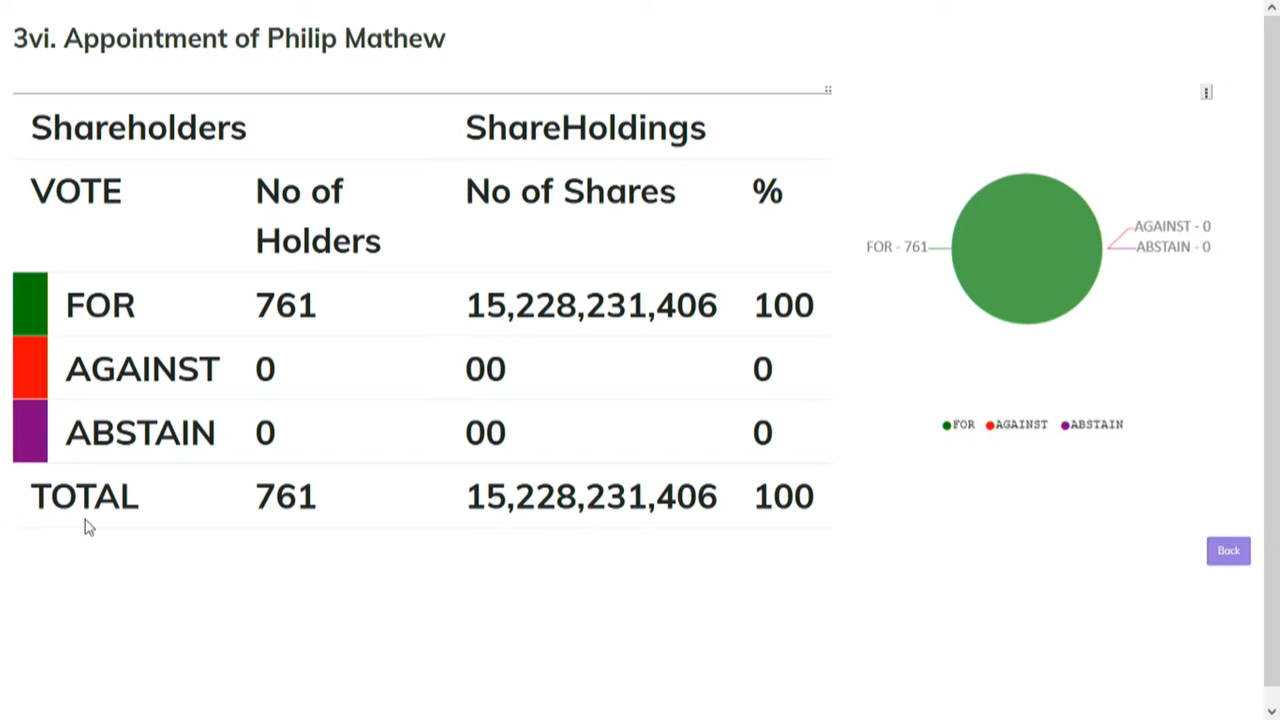 3vi. Appointment of Philip Mathew
Shareholders ShareHoldings
VOTE No of Holders No of Shares %
FOR 761 15,228,231,406 100
AGAINST 0 00 0
ABSTAIN 0 00 0
TOTAL 761 15,228,231,406 100
FOR - 761
AGAINST - 0
ABSTAIN - 0
FOR AGAINST ABSTAIN
Back